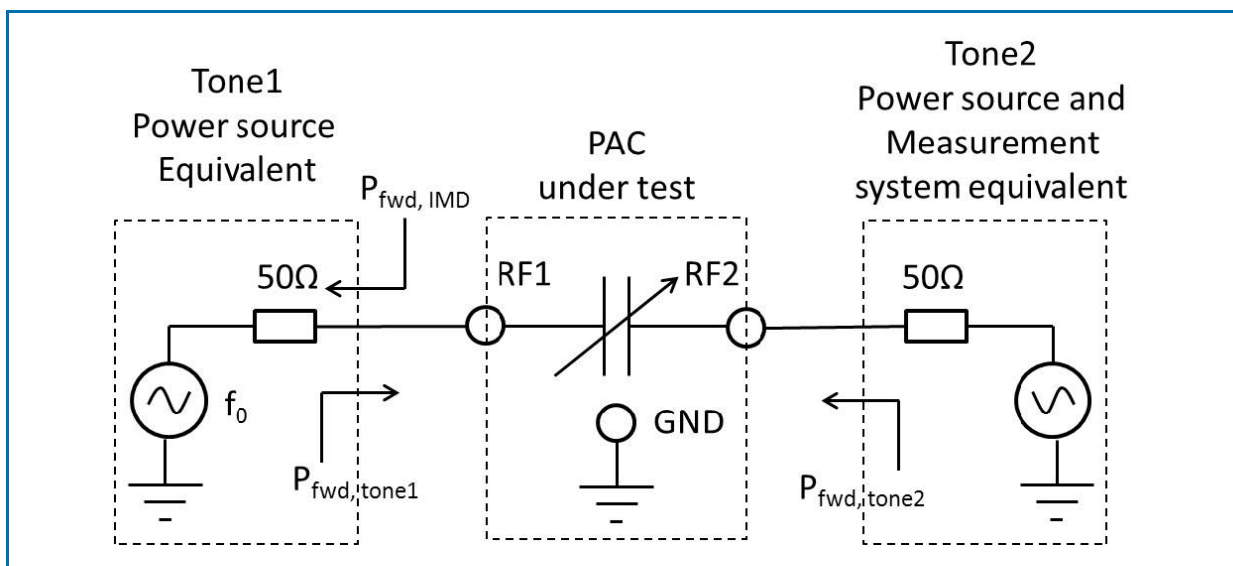 Tone1
Power source
Equivalent
Tone2
Power source and
Measurement
system equivalent
PAC
under test
P_fwd, IMD
50Ω
RF1
RF2
50Ω
f_0
GND
P_fwd, tone1
P_fwd, tone2